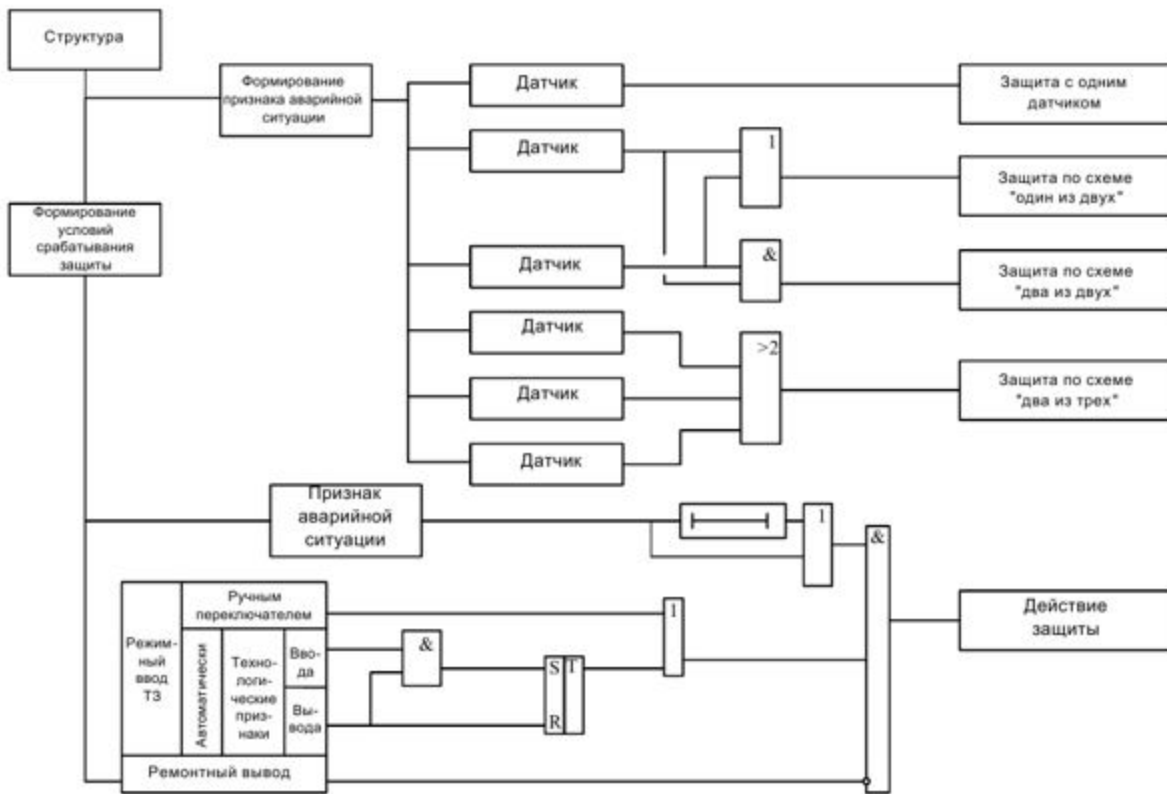 Структура
Формирование
признака аварийной
ситуации
Датчик
Защита с одним
датчиком
Датчик
1
Защита по схеме
"один из двух"
Формирование
условий
срабатывания
защиты
Датчик
&
Защита по схеме
"два из двух"
Датчик
>2
Датчик
Защита по схеме
"два из трех"
Датчик
Признак
аварийной
ситуации
1
&
Режим-
ный
ввод
ТЗ
Ручным
переключателем
1
Автоматически
Техно-
логи-
ческие
приз-
наки
Вво-
да
Вы-
вода
&
S T
R
Действие
защиты
Ремонтный вывод